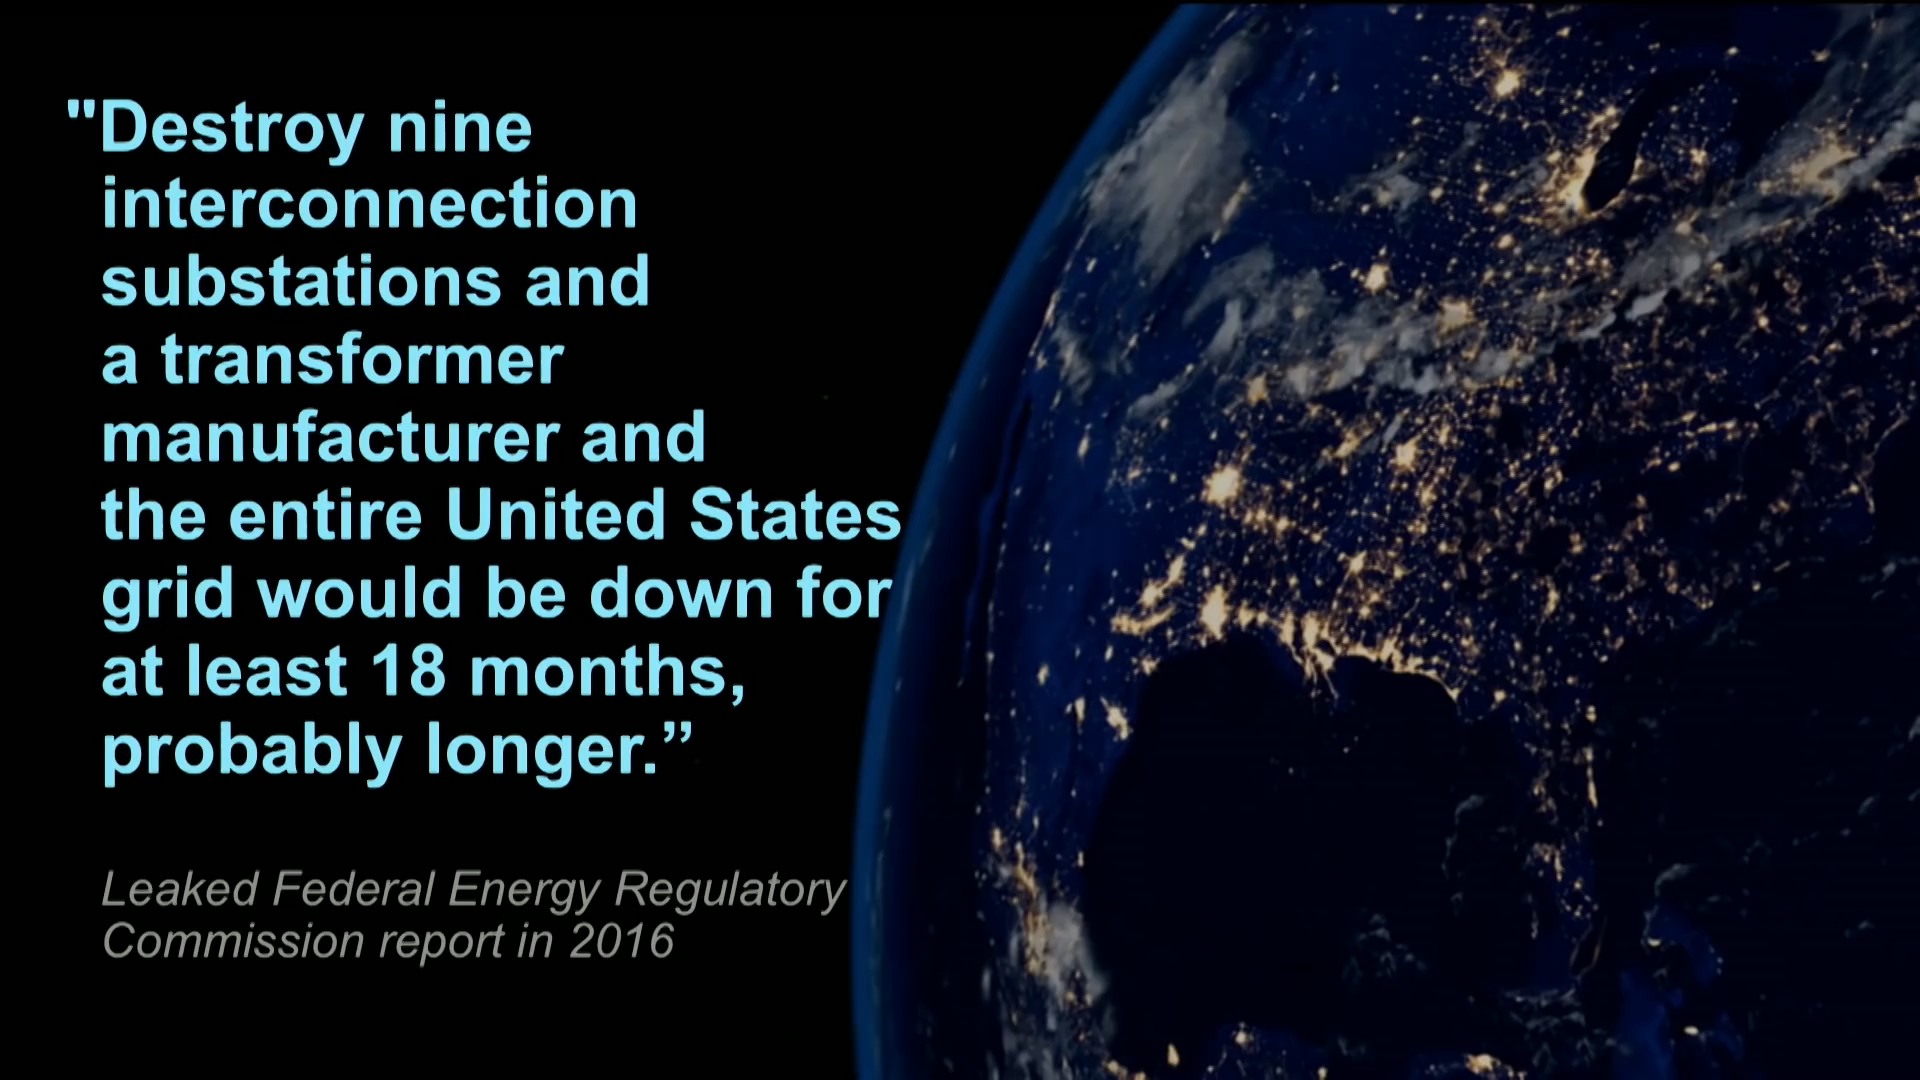 "Destroy nine
interconnection
substations and
a transformer
manufacturer and
the entire United States
grid would be down for
at least 18 months,
probably longer.”
Leaked Federal Energy Regulatory
Commission report in 2016